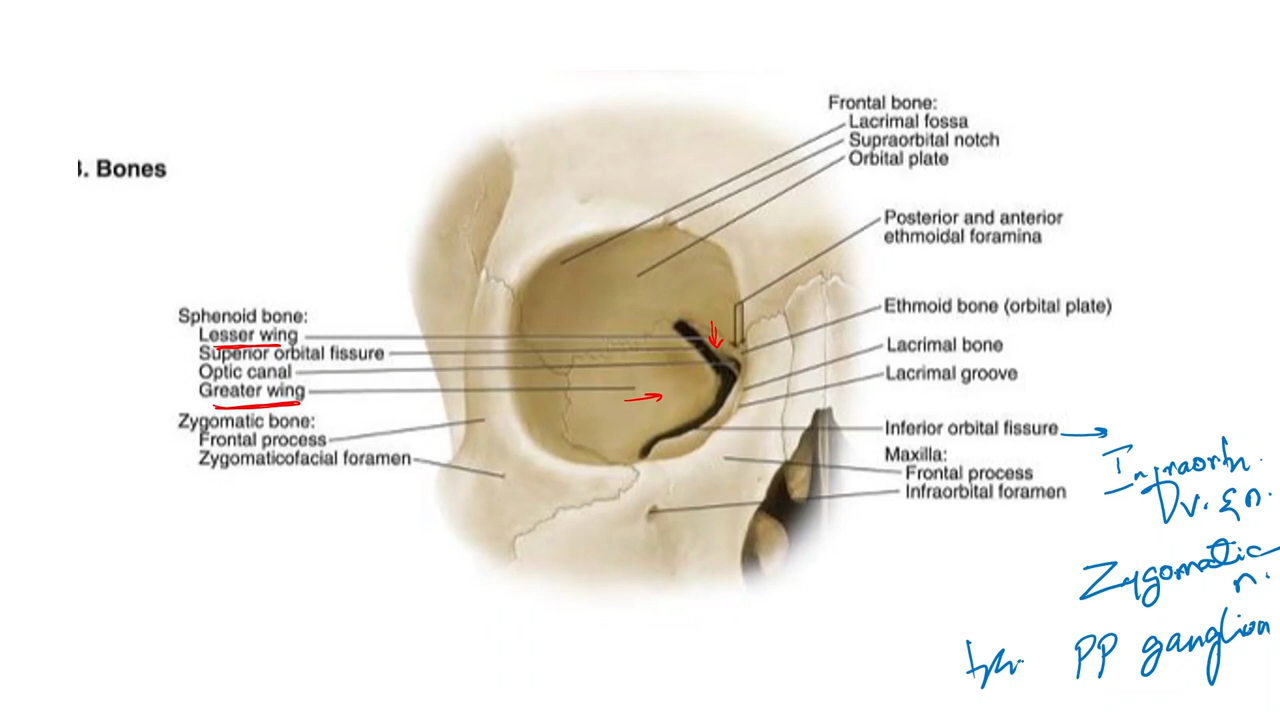 . Bones
Frontal bone:
Lacrimal fossa
Supraorbital notch
Orbital plate
Posterior and anterior
ethmoidal foramina
Sphenoid bone:
Lesser wing
Superior orbital fissure
Optic canal
Greater wing
Zygomatic bone:
Frontal process
Zygomaticofacial foramen
Ethmoid bone (orbital plate)
Lacrimal bone
Lacrimal groove
Inferior orbital fissure
Maxilla:
Frontal process
Infraorbital foramen
Zygomatic
n.
PP ganglion